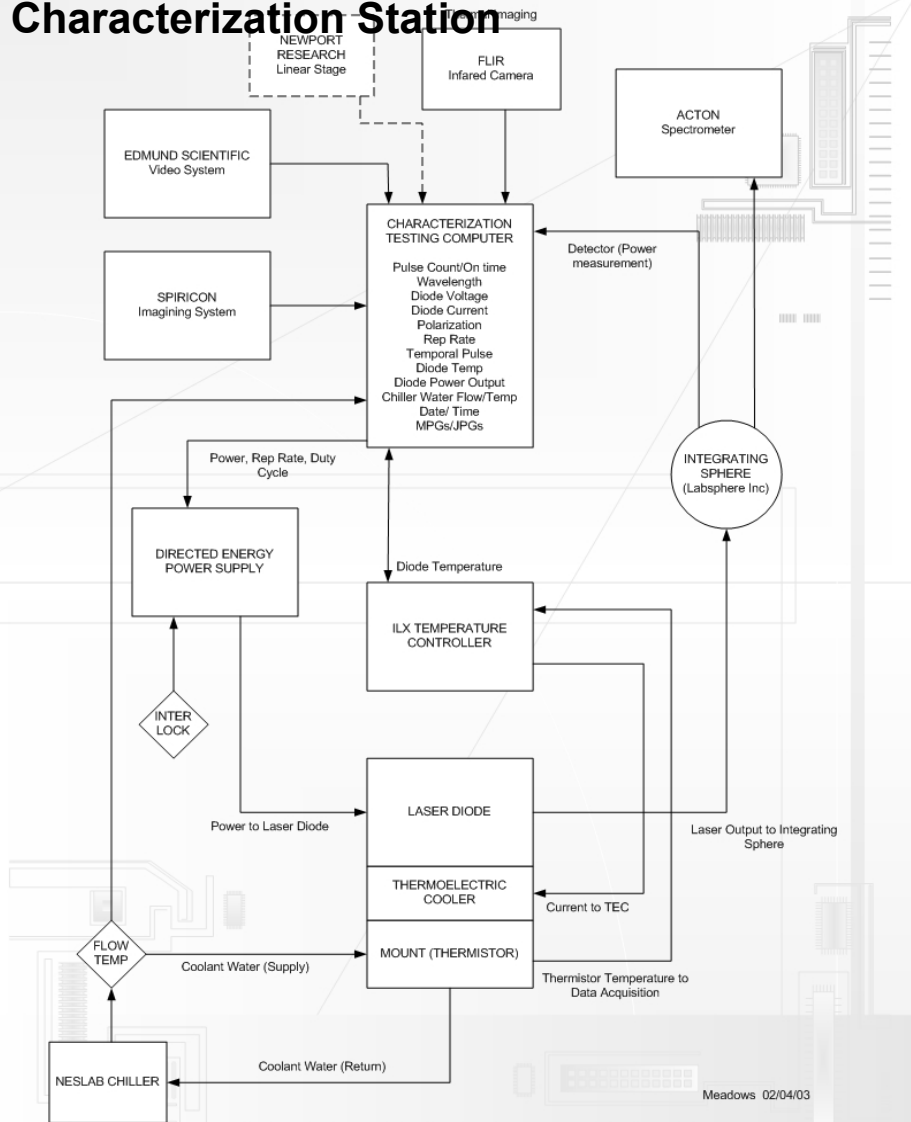 Characterization Station
Thermal Imaging
NEWPORT
RESEARCH
Linear Stage
FLIR
Infared Camera
ACTON
Spectrometer
EDMUND SCIENTIFIC
Video System
CHARACTERIZATION
TESTING COMPUTER
Pulse Count/On time
Wavelength
Diode Voltage
Diode Current
Polarization
Rep Rate
Temporal Pulse
Diode Temp
Diode Power Output
Chiller Water Flow/Temp
Date/ Time
MPGs/JPGs
Detector (Power
measurement)
SPIRICON
Imagining System
Power, Rep Rate, Duty
Cycle
INTEGRATING
SPHERE
(Labsphere Inc)
DIRECTED ENERGY
POWER SUPPLY
Diode Temperature
ILX TEMPERATURE
CONTROLLER
INTER
LOCK
LASER DIODE
Power to Laser Diode
Laser Output to Integrating
Sphere
THERMOELECTRIC
COOLER
Current to TEC
FLOW
TEMP
MOUNT (THERMISTOR)
Coolant Water (Supply)
Thermistor Temperature to
Data Acquisition
NESLAB CHILLER
Coolant Water (Return)
Meadows 02/04/03